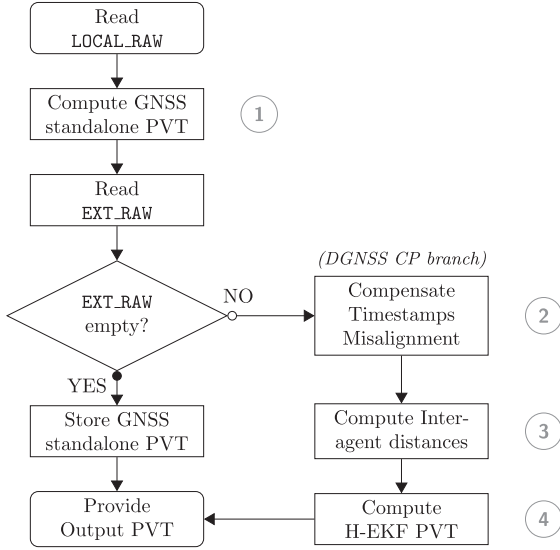 Read
LOCAL_RAW
Compute GNSS
standalone PVT
1
Read
EXT_RAW
EXT_RAW
empty?
NO
YES
(DGNSS CP branch)
Compensate
Timestamps
Misalignment
2
Store GNSS
standalone PVT
Compute Inter-
agent distances
3
Provide
Output PVT
Compute
H-EKF PVT
4